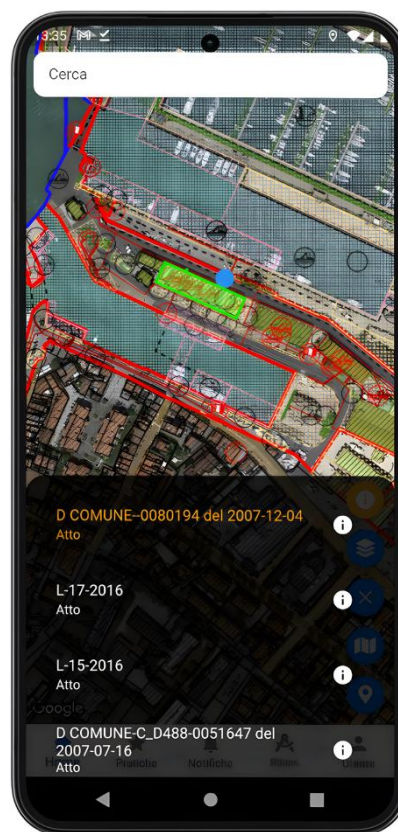 13:35
Cerca
D COMUNE--0080194 del 2007-12-04
Atto
L-17-2016
Atto
L-15-2016
Atto
Google
D COMUNE-C_D488-0051647 del
2007-07-16
Atto
Home Pratiche Notifiche Rilievi Utente